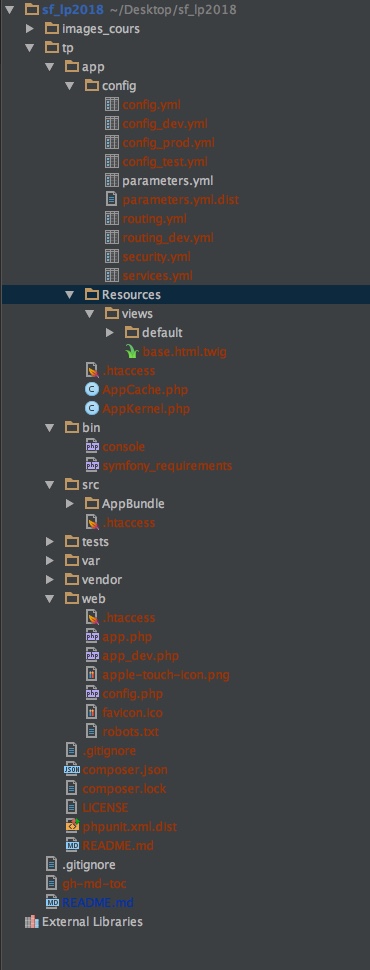 sf_lp2018 ~/Desktop/sf_lp2018
images_cours
tp
app
config
config.yml
config_dev.yml
config_prod.yml
config_test.yml
parameters.yml
parameters.yml.dist
routing.yml
routing_dev.yml
security.yml
services.yml
Resources
views
default
base.html.twig
.htaccess
AppCache.php
AppKernel.php
bin
console
symfony_requirements
src
AppBundle
.htaccess
tests
var
vendor
web
.htaccess
app.php
app_dev.php
apple-touch-icon.png
config.php
favicon.ico
robots.txt
.gitignore
composer.json
composer.lock
LICENSE
phpunit.xml.dist
README.md
.gitignore
gh-md-toc
README.md
External Libraries